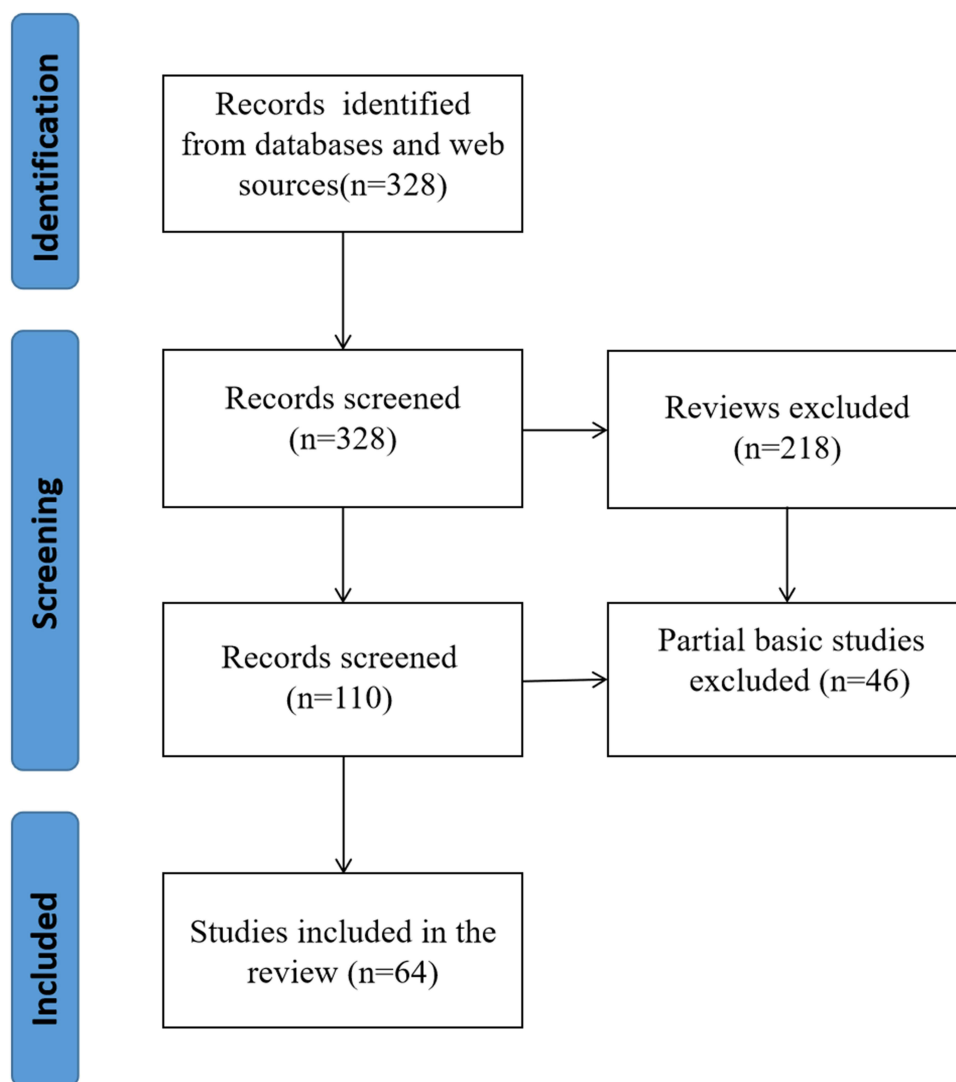 Identification
Records  identified
from databases and web
sources(n=328)
Screening
Records screened
(n=328)
Reviews excluded
(n=218)
Records screened
(n=110)
Partial basic studies
excluded (n=46)
Included
Studies included in the
review (n=64)